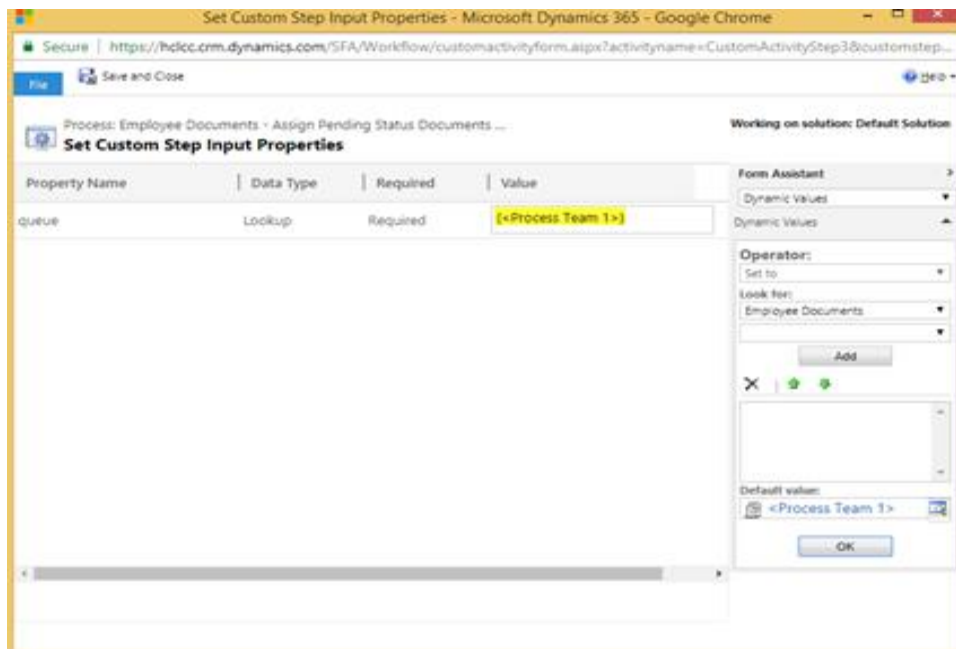 Set Custom Step Input Properties - Microsoft Dynamics 365 - Google Chrome
Secure | https://hclcc.crm.dynamics.com/SFA/Workflow/customactivityform.aspx?activityname=CustomActivityStep3&customstep...
File Save and Close Help
Process: Employee Documents - Assign Pending Status Documents ...
Set Custom Step Input Properties
Working on solution: Default Solution
Property Name Data Type Required Value
queue Lookup Required {<Process Team 1>}
Form Assistant >
Dynamic Values
Dynamic Values
Operator:
Set to
Look for:
Employee Documents
Add
Default value:
<Process Team 1>
OK